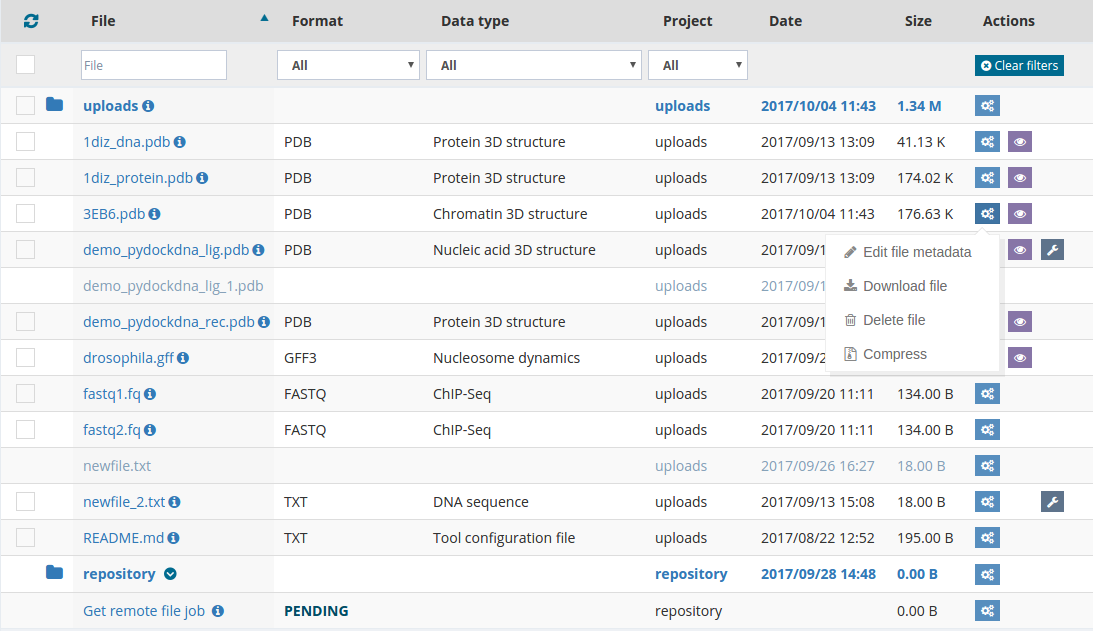 File Format Data type Project Date Size Actions
File All All All Clear filters
uploads uploads 2017/10/04 11:43 1.34 M
1diz_dna.pdb PDB Protein 3D structure uploads 2017/09/13 13:09 41.13 K
1diz_protein.pdb PDB Protein 3D structure uploads 2017/09/13 13:09 174.02 K
3EB6.pdb PDB Chromatin 3D structure uploads 2017/10/04 11:43 176.63 K
demo_pydockdna_lig.pdb PDB Nucleic acid 3D structure uploads 2017/09/1 Edit file metadata
demo_pydockdna_lig_1.pdb uploads 2017/09/1 Download file
demo_pydockdna_rec.pdb PDB Protein 3D structure uploads 2017/09/1 Delete file
drosophila.gff GFF3 Nucleosome dynamics uploads 2017/09/2 Compress
fastq1.fq FASTQ ChIP-Seq uploads 2017/09/20 11:11 134.00 B
fastq2.fq FASTQ ChIP-Seq uploads 2017/09/20 11:11 134.00 B
newfile.txt uploads 2017/09/26 16:27 18.00 B
newfile_2.txt TXT DNA sequence uploads 2017/09/13 15:08 18.00 B
README.md TXT Tool configuration file uploads 2017/08/22 12:52 195.00 B
repository repository 2017/09/28 14:48 0.00 B
Get remote file job PENDING repository 0.00 B